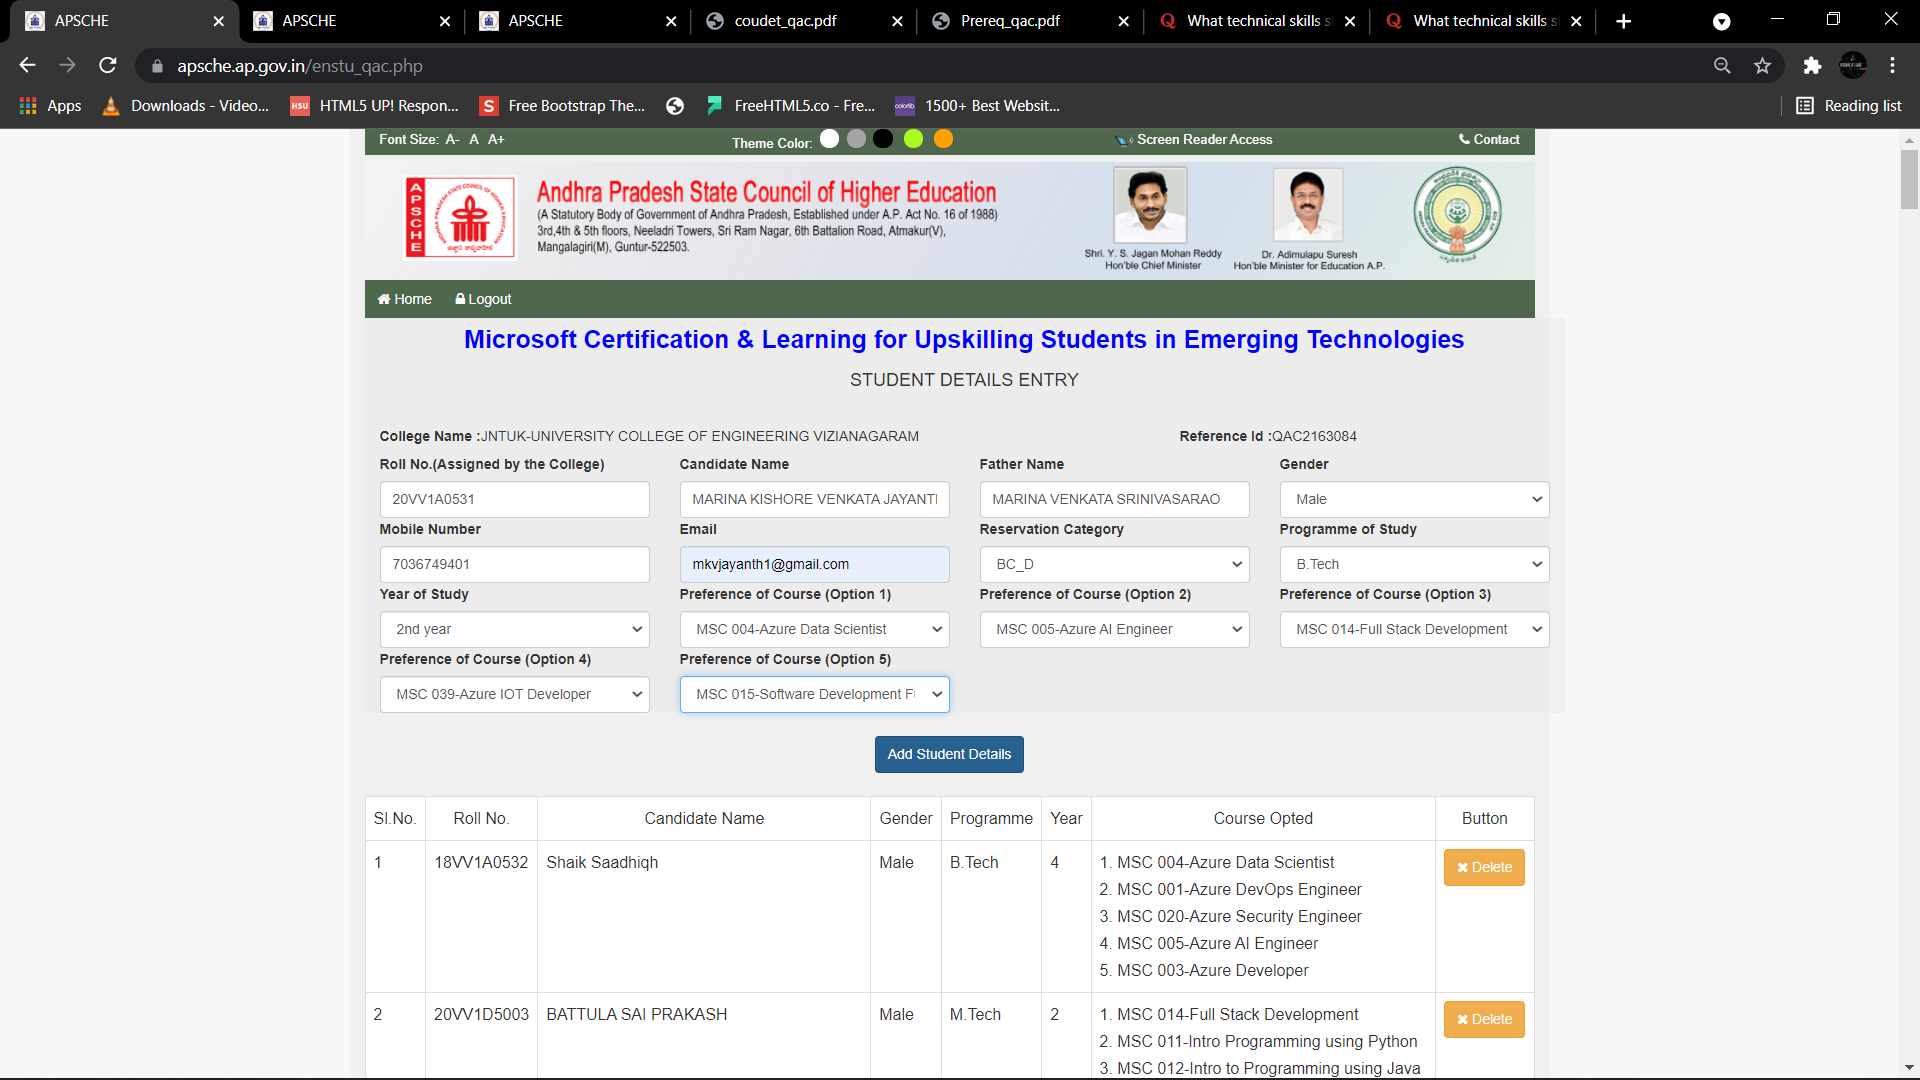 APSCHE
APSCHE
APSCHE
coudet_qac.pdf
Prereq_qac.pdf
What technical skills s
What technical skills s
apsche.ap.gov.in/enstu_qac.php
Apps
Downloads - Video...
HTML5 UP! Respon...
Free Bootstrap The...
FreeHTML5.co - Fre...
1500+ Best Websit...
Reading list
Font Size: A- A A+
Theme Color:
Screen Reader Access
Contact
APSCHE
Andhra Pradesh State Council of Higher Education
(A Statutory Body of Government of Andhra Pradesh, Established under A.P. Act No. 16 of 1988)
3rd,4th & 5th floors, Neeladri Towers, Sri Ram Nagar, 6th Battalion Road, Atmakur(V),
Mangalagiri(M), Guntur-522503.
Shri. Y. S. Jagan Mohan Reddy
Hon'ble Chief Minister
Dr. Adimulapu Suresh
Hon'ble Minister for Education A.P.
Home Logout
Microsoft Certification & Learning for Upskilling Students in Emerging Technologies
STUDENT DETAILS ENTRY
College Name :JNTUK-UNIVERSITY COLLEGE OF ENGINEERING VIZIANAGARAM Reference Id :QAC2163084
Roll No.(Assigned by the College) Candidate Name Father Name Gender
20VV1A0531 MARINA KISHORE VENKATA JAYANTI MARINA VENKATA SRINIVASARAO Male
Mobile Number Email Reservation Category Programme of Study
7036749401 mkvjayanth1@gmail.com BC_D B.Tech
Year of Study Preference of Course (Option 1) Preference of Course (Option 2) Preference of Course (Option 3)
2nd year MSC 004-Azure Data Scientist MSC 005-Azure AI Engineer MSC 014-Full Stack Development
Preference of Course (Option 4) Preference of Course (Option 5)
MSC 039-Azure IOT Developer MSC 015-Software Development F
Add Student Details
Sl.No. Roll No. Candidate Name Gender Programme Year Course Opted Button
1 18VV1A0532 Shaik Saadhiqh Male B.Tech 4 1. MSC 004-Azure Data Scientist Delete
2. MSC 001-Azure DevOps Engineer
3. MSC 020-Azure Security Engineer
4. MSC 005-Azure AI Engineer
5. MSC 003-Azure Developer
2 20VV1D5003 BATTULA SAI PRAKASH Male M.Tech 2 1. MSC 014-Full Stack Development Delete
2. MSC 011-Intro Programming using Python
3. MSC 012-Intro to Programming using Java